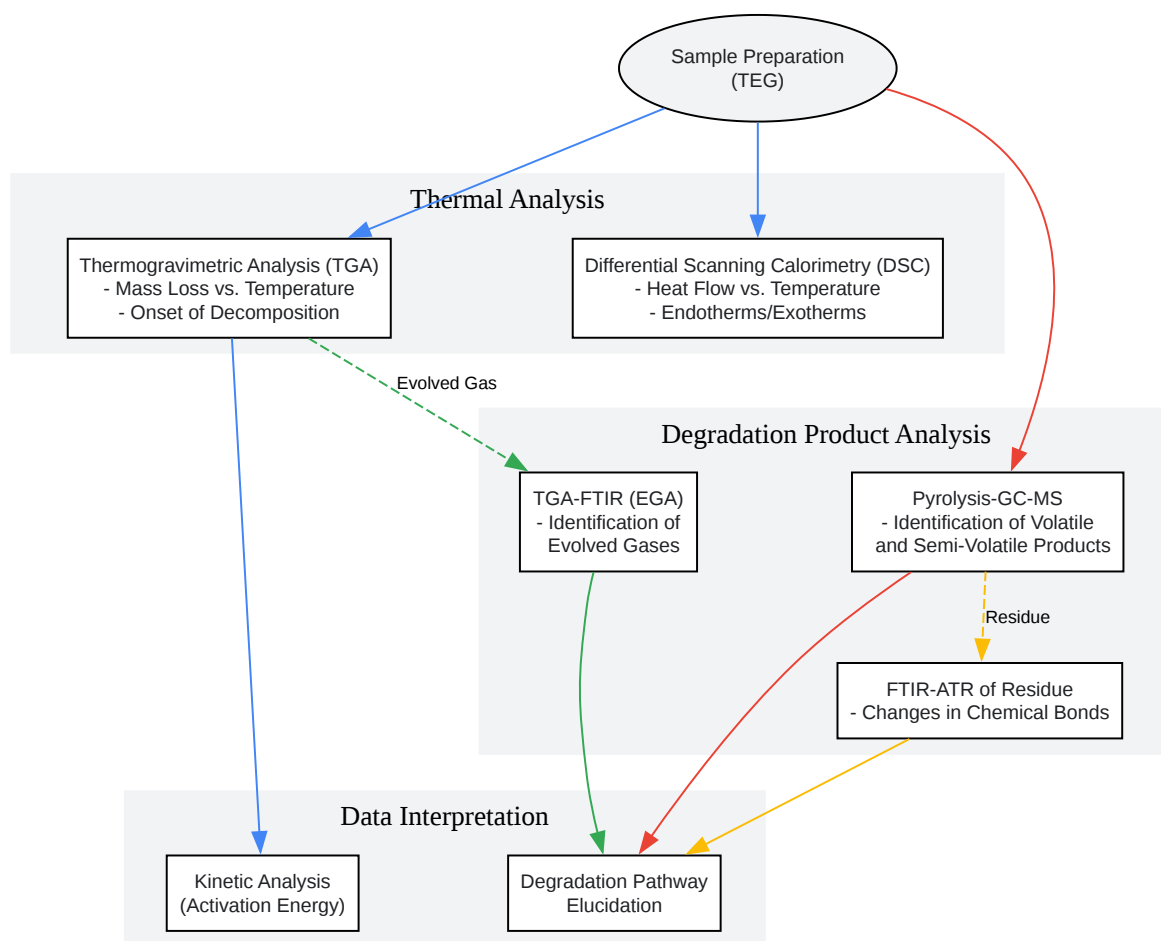 Sample Preparation
(TEG)
Thermal Analysis
Thermogravimetric Analysis (TGA)
- Mass Loss vs. Temperature
- Onset of Decomposition
Differential Scanning Calorimetry (DSC)
- Heat Flow vs. Temperature
- Endotherms/Exotherms
Evolved Gas
Degradation Product Analysis
TGA-FTIR (EGA)
- Identification of
Evolved Gases
Pyrolysis-GC-MS
- Identification of Volatile
and Semi-Volatile Products
Residue
FTIR-ATR of Residue
- Changes in Chemical Bonds
Data Interpretation
Kinetic Analysis
(Activation Energy)
Degradation Pathway
Elucidation